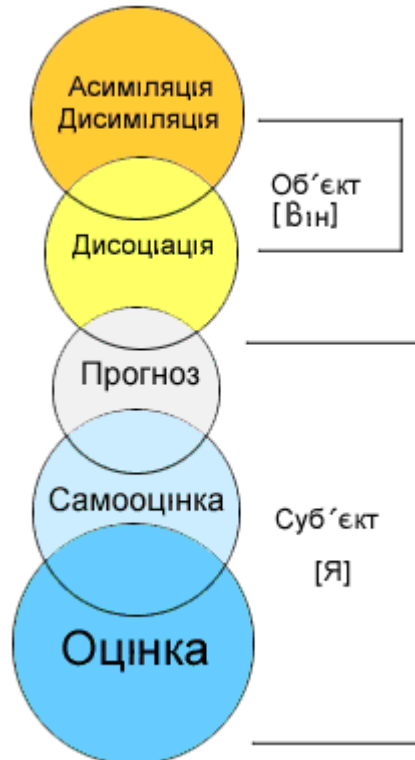 Асиміляція
Дисиміляція
Об´єкт
[Він]
Дисоціація
Прогноз
Самооцінка
Суб´єкт
[Я]
Оцінка